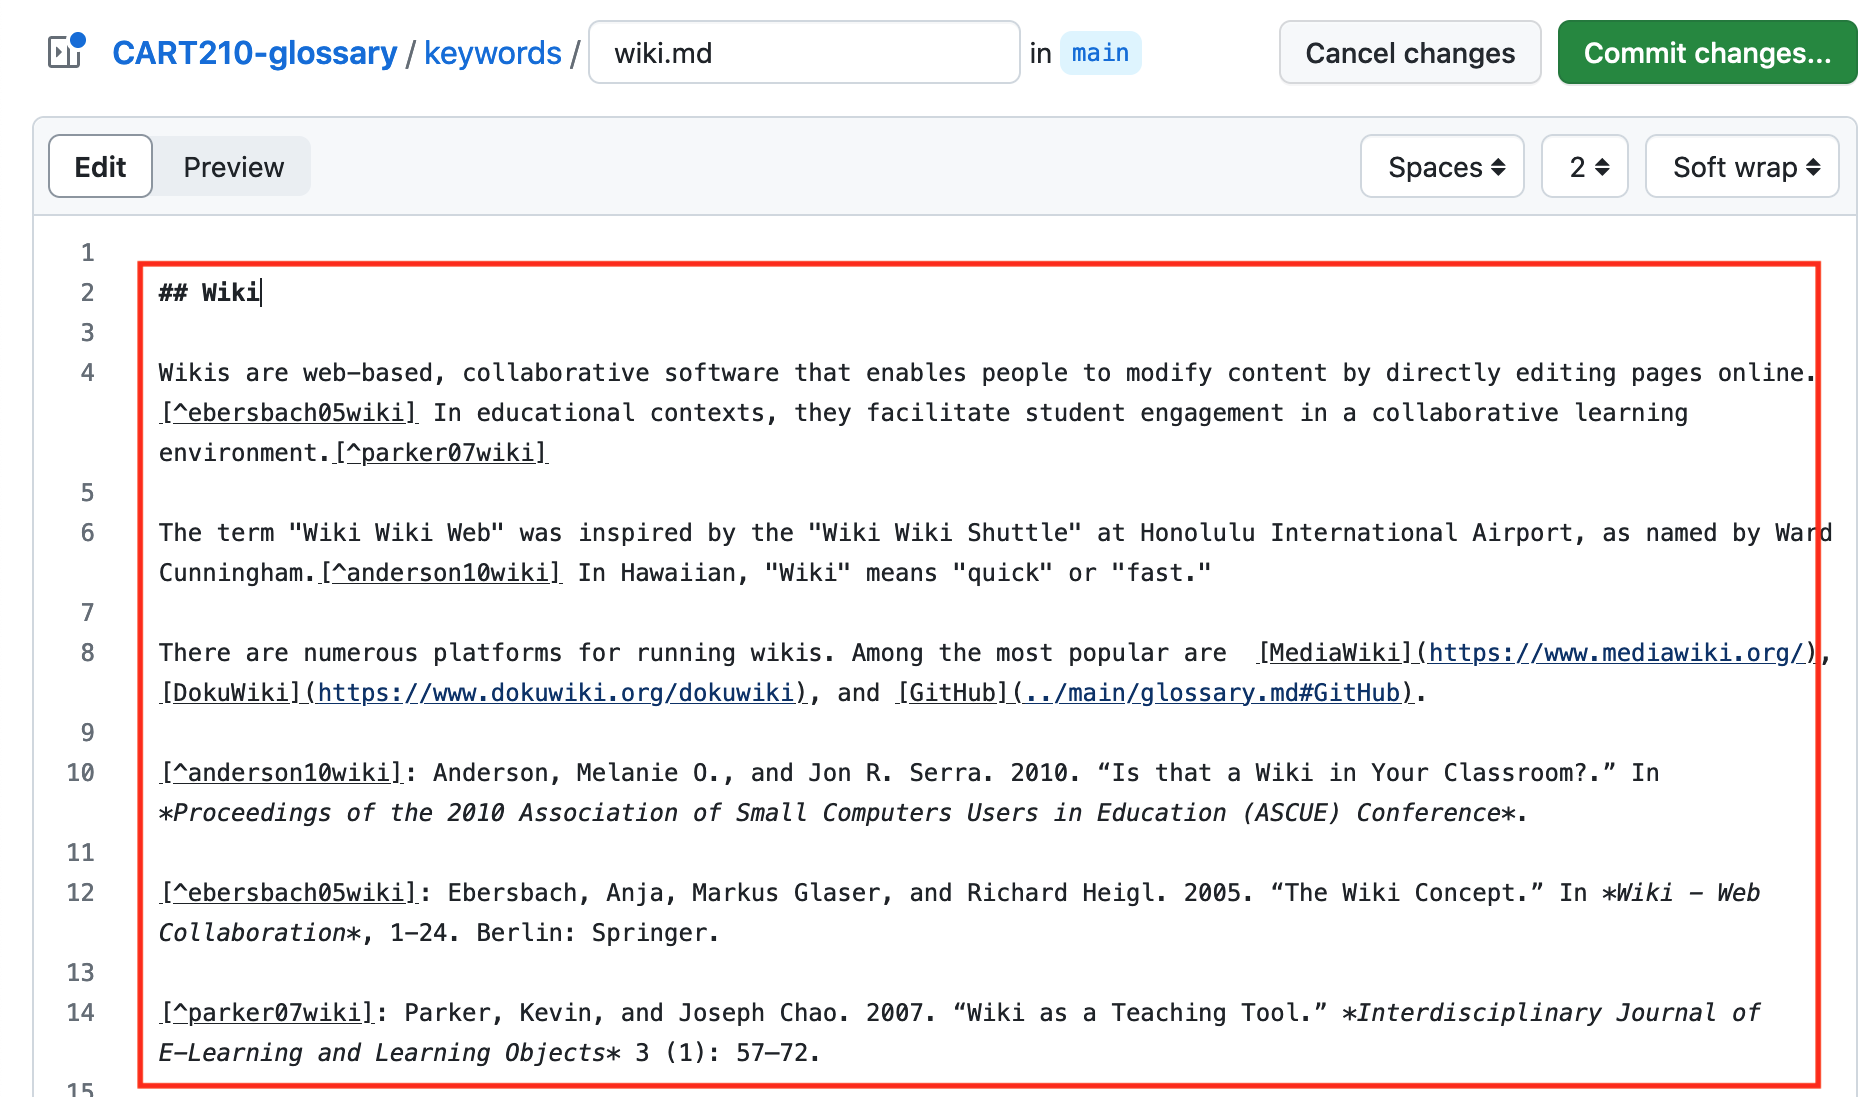 CART210-glossary / keywords / wiki.md in main Cancel changes Commit changes...
Edit Preview Spaces 2 Soft wrap
1
2 ## Wiki
3
4 Wikis are web-based, collaborative software that enables people to modify content by directly editing pages online.
[^ebersbach05wiki] In educational contexts, they facilitate student engagement in a collaborative learning
environment.[^parker07wiki]
5
6 The term "Wiki Wiki Web" was inspired by the "Wiki Wiki Shuttle" at Honolulu International Airport, as named by Ward
Cunningham.[^anderson10wiki] In Hawaiian, "Wiki" means "quick" or "fast."
7
8 There are numerous platforms for running wikis. Among the most popular are  [MediaWiki](https://www.mediawiki.org/),
[DokuWiki](https://www.dokuwiki.org/dokuwiki), and [GitHub](../main/glossary.md#GitHub).
9
10 [^anderson10wiki]: Anderson, Melanie O., and Jon R. Serra. 2010. “Is that a Wiki in Your Classroom?.” In
*Proceedings of the 2010 Association of Small Computers Users in Education (ASCUE) Conference*.
11
12 [^ebersbach05wiki]: Ebersbach, Anja, Markus Glaser, and Richard Heigl. 2005. “The Wiki Concept.” In *Wiki – Web
Collaboration*, 1–24. Berlin: Springer.
13
14 [^parker07wiki]: Parker, Kevin, and Joseph Chao. 2007. “Wiki as a Teaching Tool.” *Interdisciplinary Journal of
E-Learning and Learning Objects* 3 (1): 57–72.
15